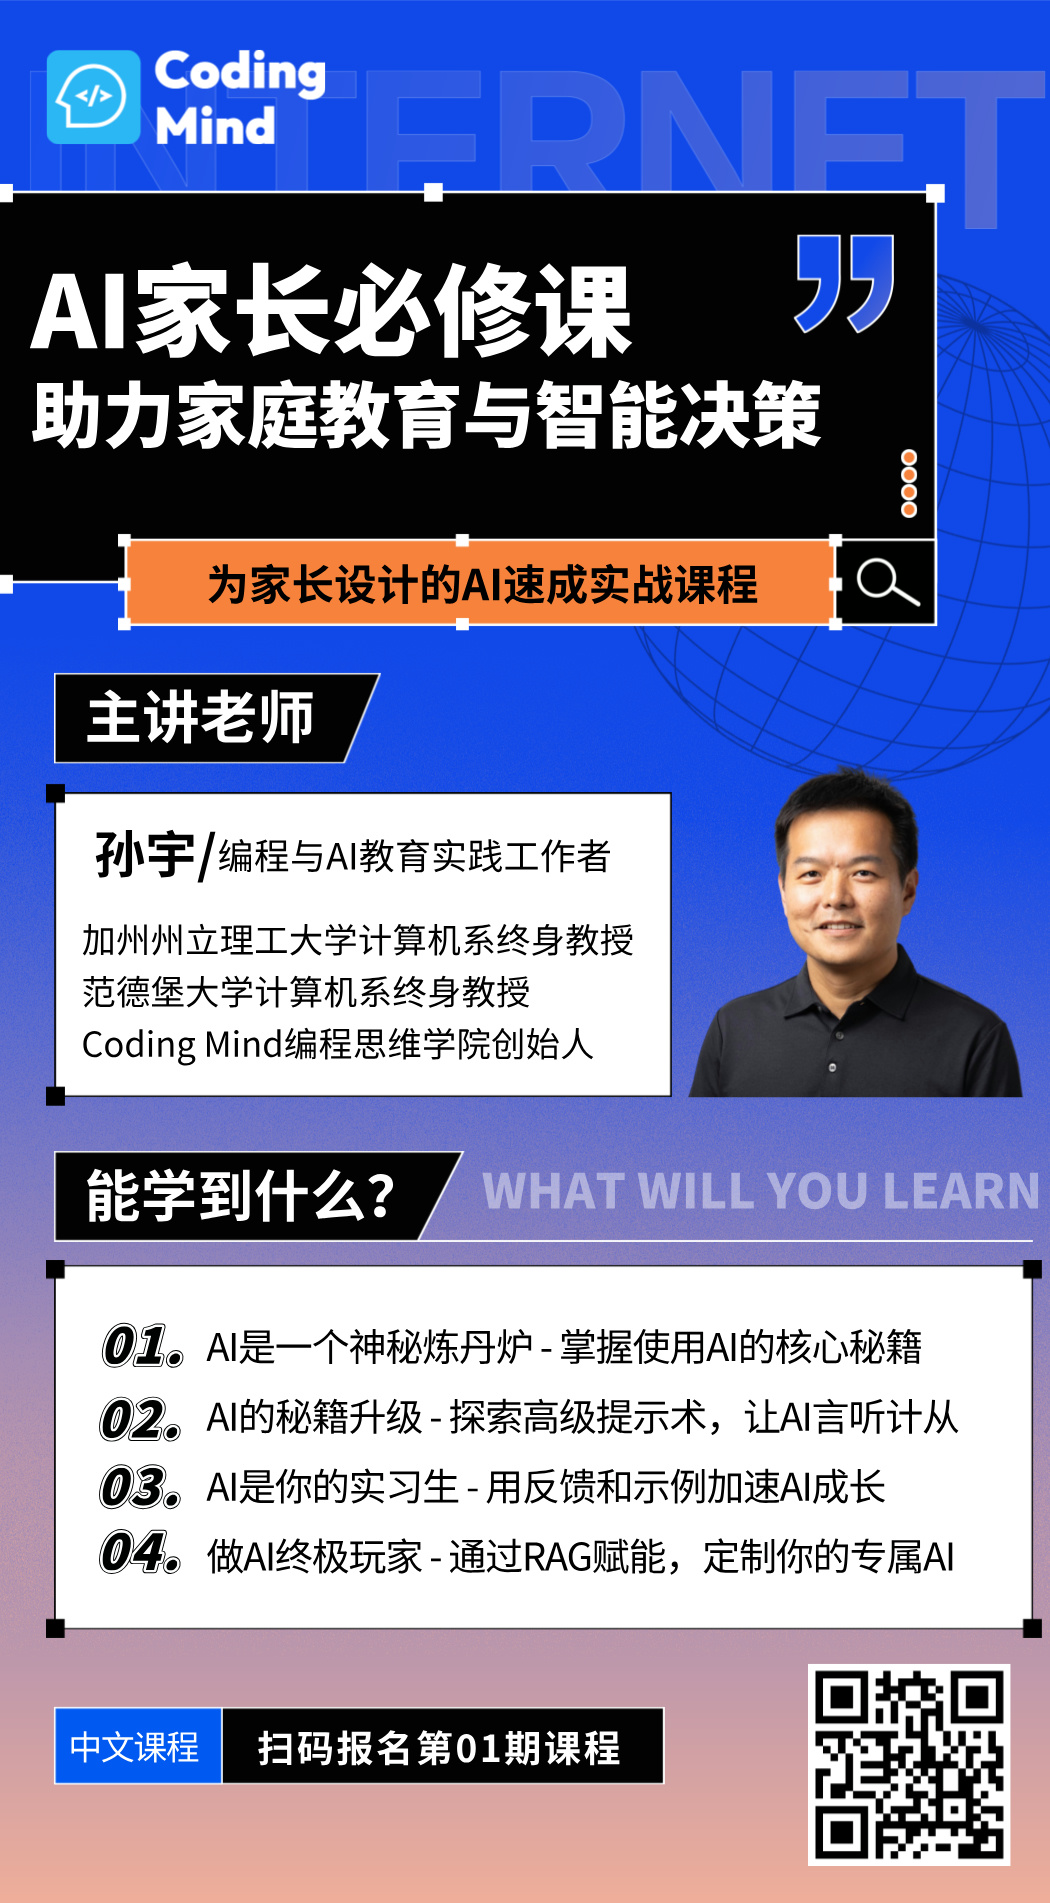 INTERNET
Coding
Mind
AI家长必修课
助力家庭教育与智能决策
为家长设计的AI速成实战课程
主讲老师
孙宇/编程与AI教育实践工作者
加州州立理工大学计算机系终身教授
范德堡大学计算机系终身教授
Coding Mind编程思维学院创始人
能学到什么？
WHAT WILL YOU LEARN
01. AI是一个神秘炼丹炉 - 掌握使用AI的核心秘籍
02. AI的秘籍升级 - 探索高级提示术，让AI言听计从
03. AI是你的实习生 - 用反馈和示例加速AI成长
04. 做AI终极玩家 - 通过RAG赋能，定制你的专属AI
中文课程 扫码报名第01期课程